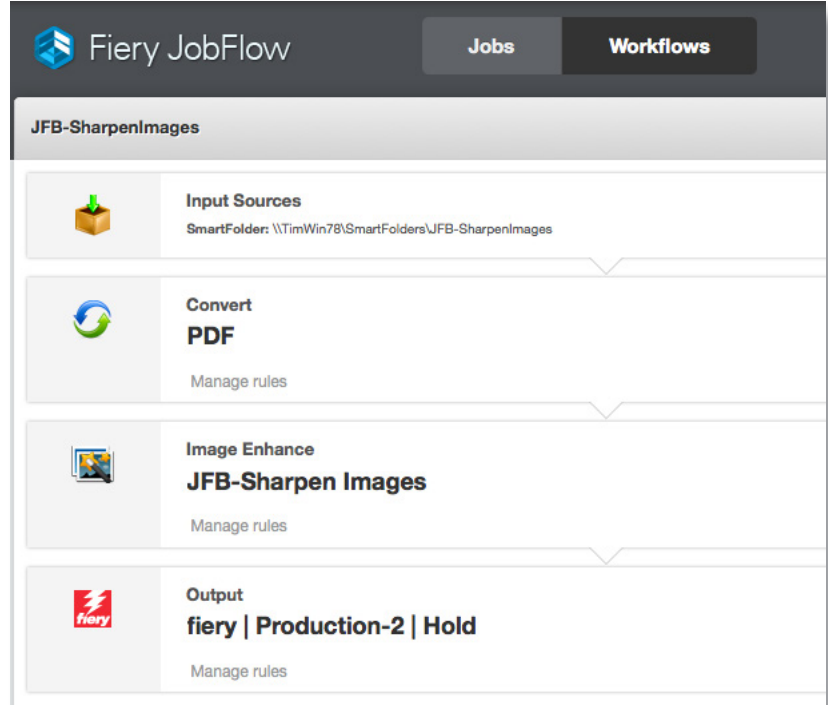 Fiery JobFlow
Jobs
Workflows
JFB-SharpenImages
Input Sources
SmartFolder: \\TimWin78\SmartFolders\JFB-SharpenImages
Convert
PDF
Manage rules
Image Enhance
JFB-Sharpen Images
Manage rules
Output
fiery
fiery | Production-2 | Hold
Manage rules